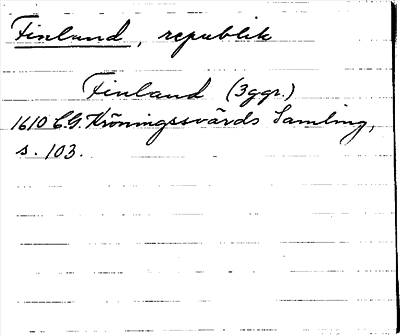 Finland, republik
Finland (3ggr.)
1610 C.G. Kröningssvärds Samling,
s. 103.